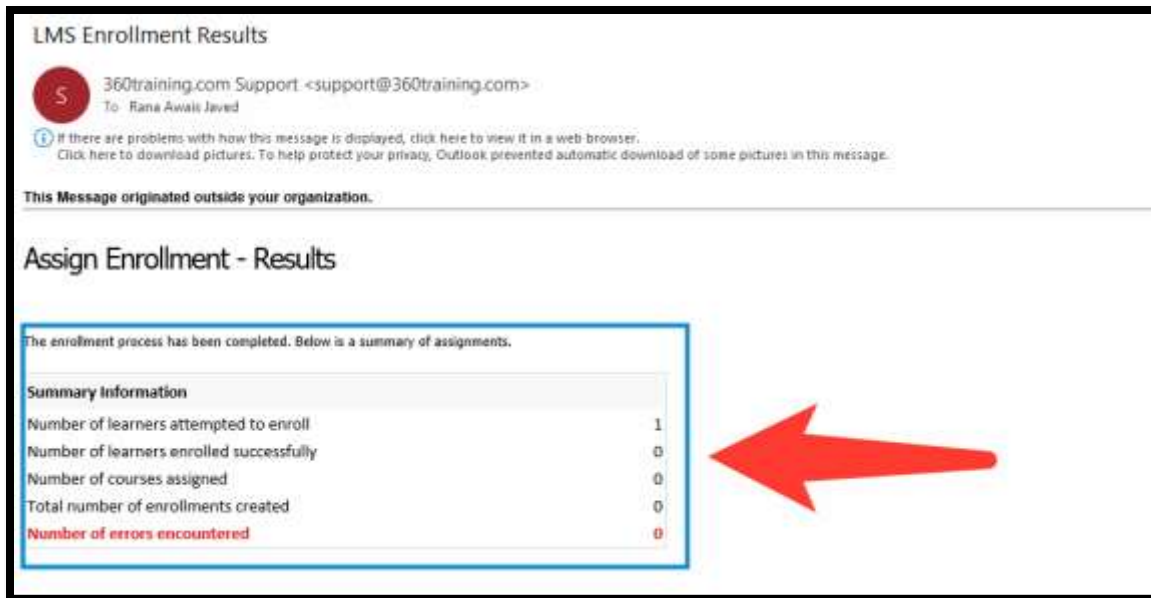 LMS Enrollment Results
S
360training.com Support <support@360training.com>
To Rana Awais Javed
If there are problems with how this message is displayed, click here to view it in a web browser.
Click here to download pictures. To help protect your privacy, Outlook prevented automatic download of some pictures in this message.
This Message originated outside your organization.
Assign Enrollment - Results
The enrollment process has been completed. Below is a summary of assignments.
Summary Information
Number of learners attempted to enroll 1
Number of learners enrolled successfully 0
Number of courses assigned 0
Total number of enrollments created 0
Number of errors encountered 0